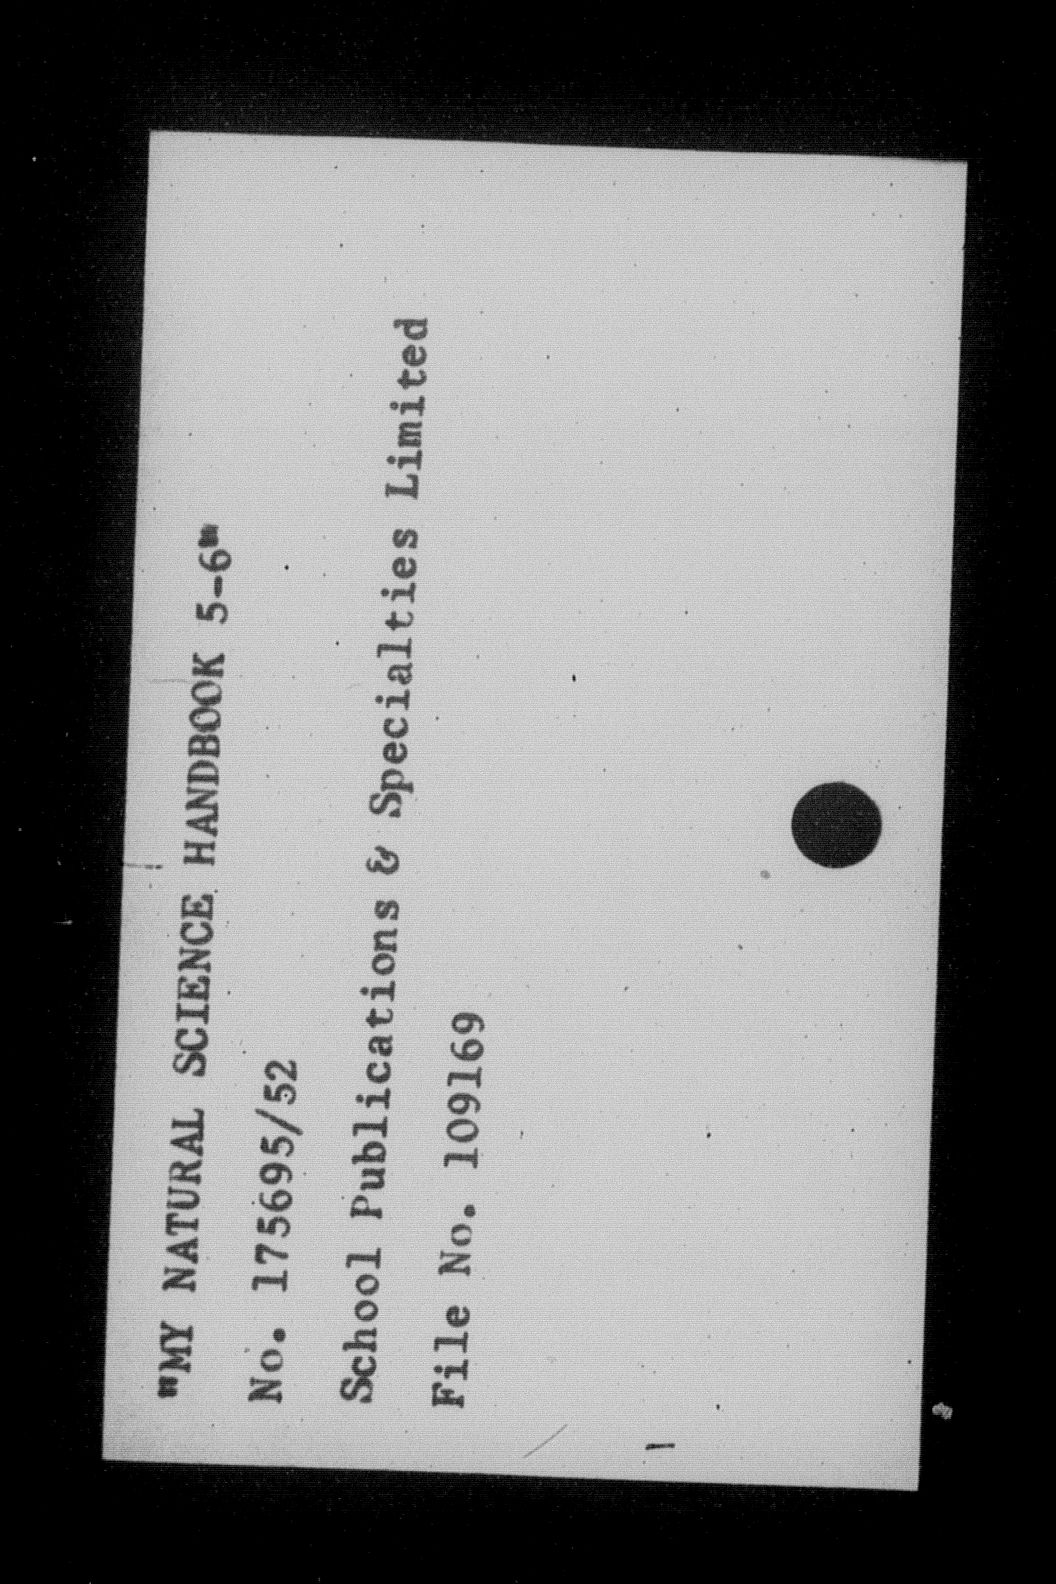 "MY NATURAL SCIENCE HANDBOOK 5-6"
No. 175695/52
School Publications & Specialties Limited
File No. 109169